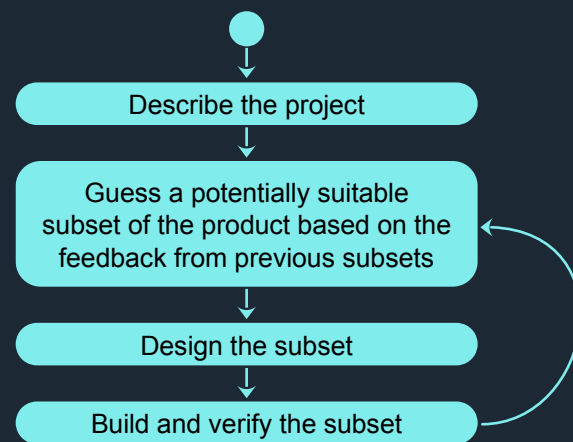 Describe the project
Guess a potentially suitable
subset of the product based on the
feedback from previous subsets
Design the subset
Build and verify the subset